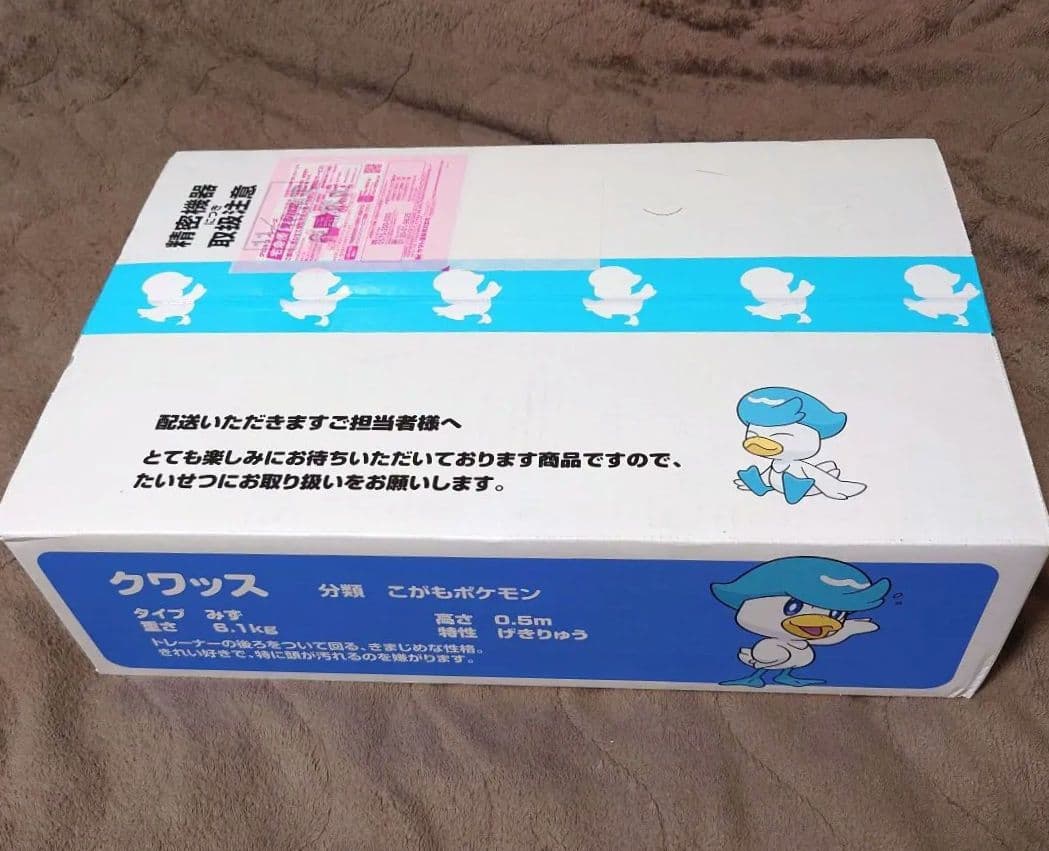 精密機器
につき
取扱注意
宅急便
配送いただきますご担当者様へ
とても楽しみにお待ちいただいております商品ですので、
たいせつにお取り扱いをお願いします。
クワッス 分類 こがもポケモン
タイプ みず 高さ 0.5m
重さ 6.1kg 特性 げきりゅう
トレーナーの後ろをついて回る、きまじめな性格。
きれい好きで、特に頭が汚れるのを嫌がります。